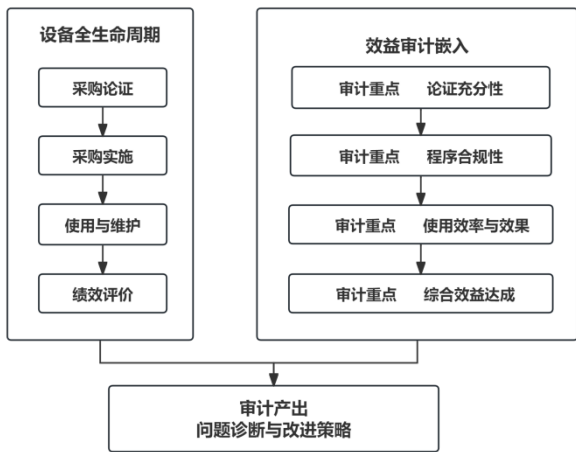 设备全生命周期
采购论证
采购实施
使用与维护
绩效评价
效益审计嵌入
审计重点 论证充分性
审计重点 程序合规性
审计重点 使用效率与效果
审计重点 综合效益达成
审计产出
问题诊断与改进策略